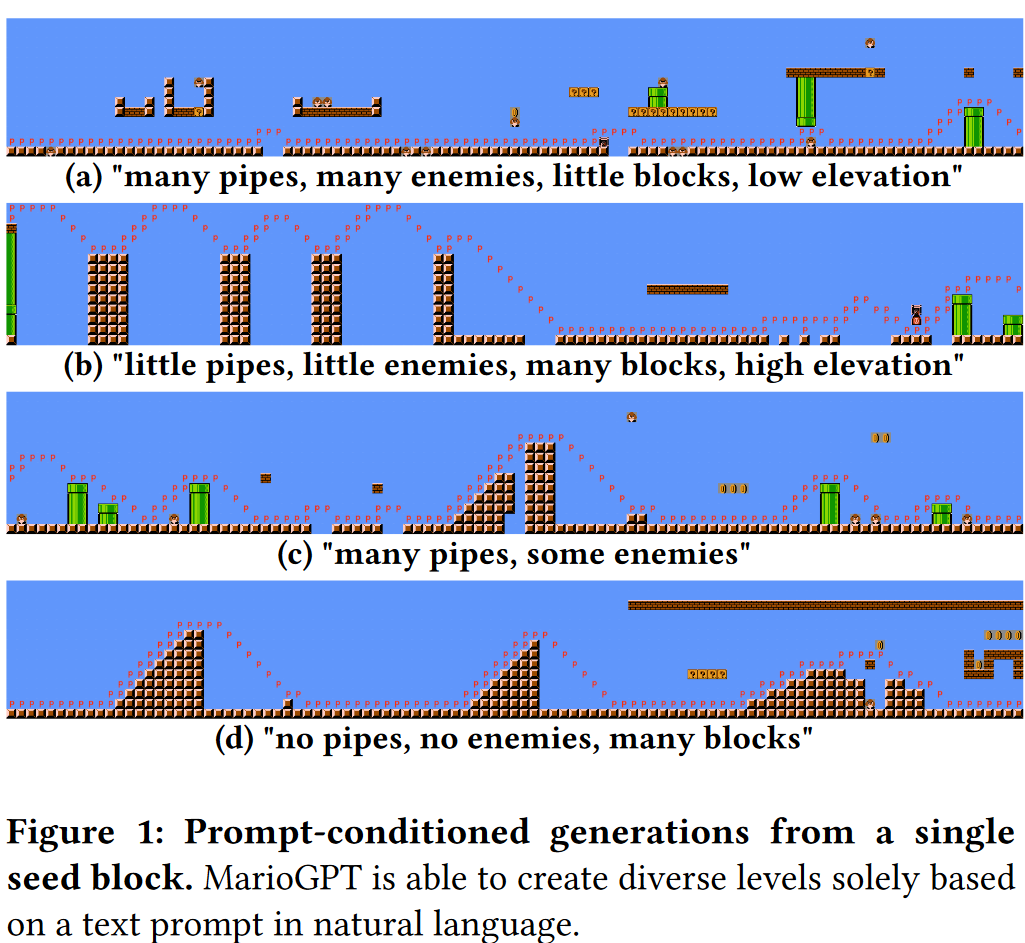 (a) "many pipes, many enemies, little blocks, low elevation"
(b) "little pipes, little enemies, many blocks, high elevation"
(c) "many pipes, some enemies"
(d) "no pipes, no enemies, many blocks"
Figure 1: Prompt-conditioned generations from a single
seed block. MarioGPT is able to create diverse levels solely based
on a text prompt in natural language.